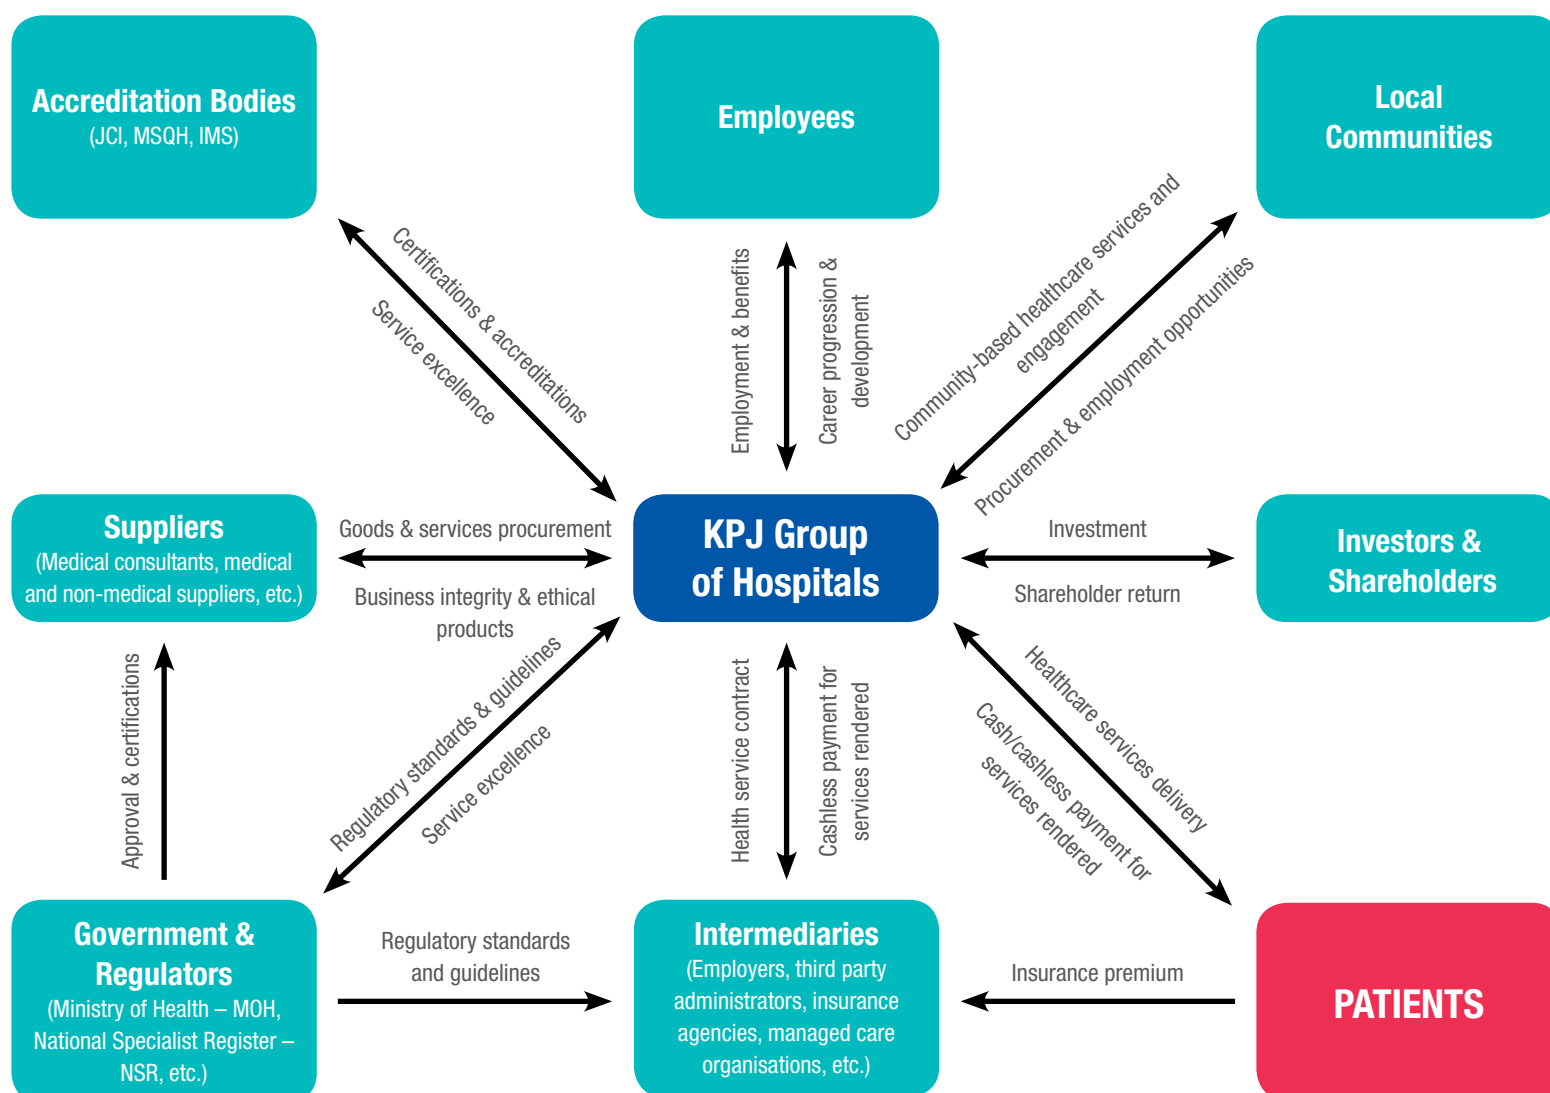 Accreditation Bodies
(JCI, MSQH, IMS)
Employees
Local
Communities
Certifications & accreditations
Service excellence
Employment & benefits
Career progression &
development
Community-based healthcare services and
engagement
Procurement & employment opportunities
Suppliers
(Medical consultants, medical
and non-medical suppliers, etc.)
Goods & services procurement
Business integrity & ethical
products
KPJ Group
of Hospitals
Investment
Shareholder return
Investors &
Shareholders
Approval & certifications
Regulatory standards & guidelines
Service excellence
Health service contract
Cashless payment for
services rendered
Healthcare services delivery
Cash/cashless payment for
services rendered
Government &
Regulators
(Ministry of Health – MOH,
National Specialist Register –
NSR, etc.)
Regulatory standards
and guidelines
Intermediaries
(Employers, third party
administrators, insurance
agencies, managed care
organisations, etc.)
Insurance premium
PATIENTS